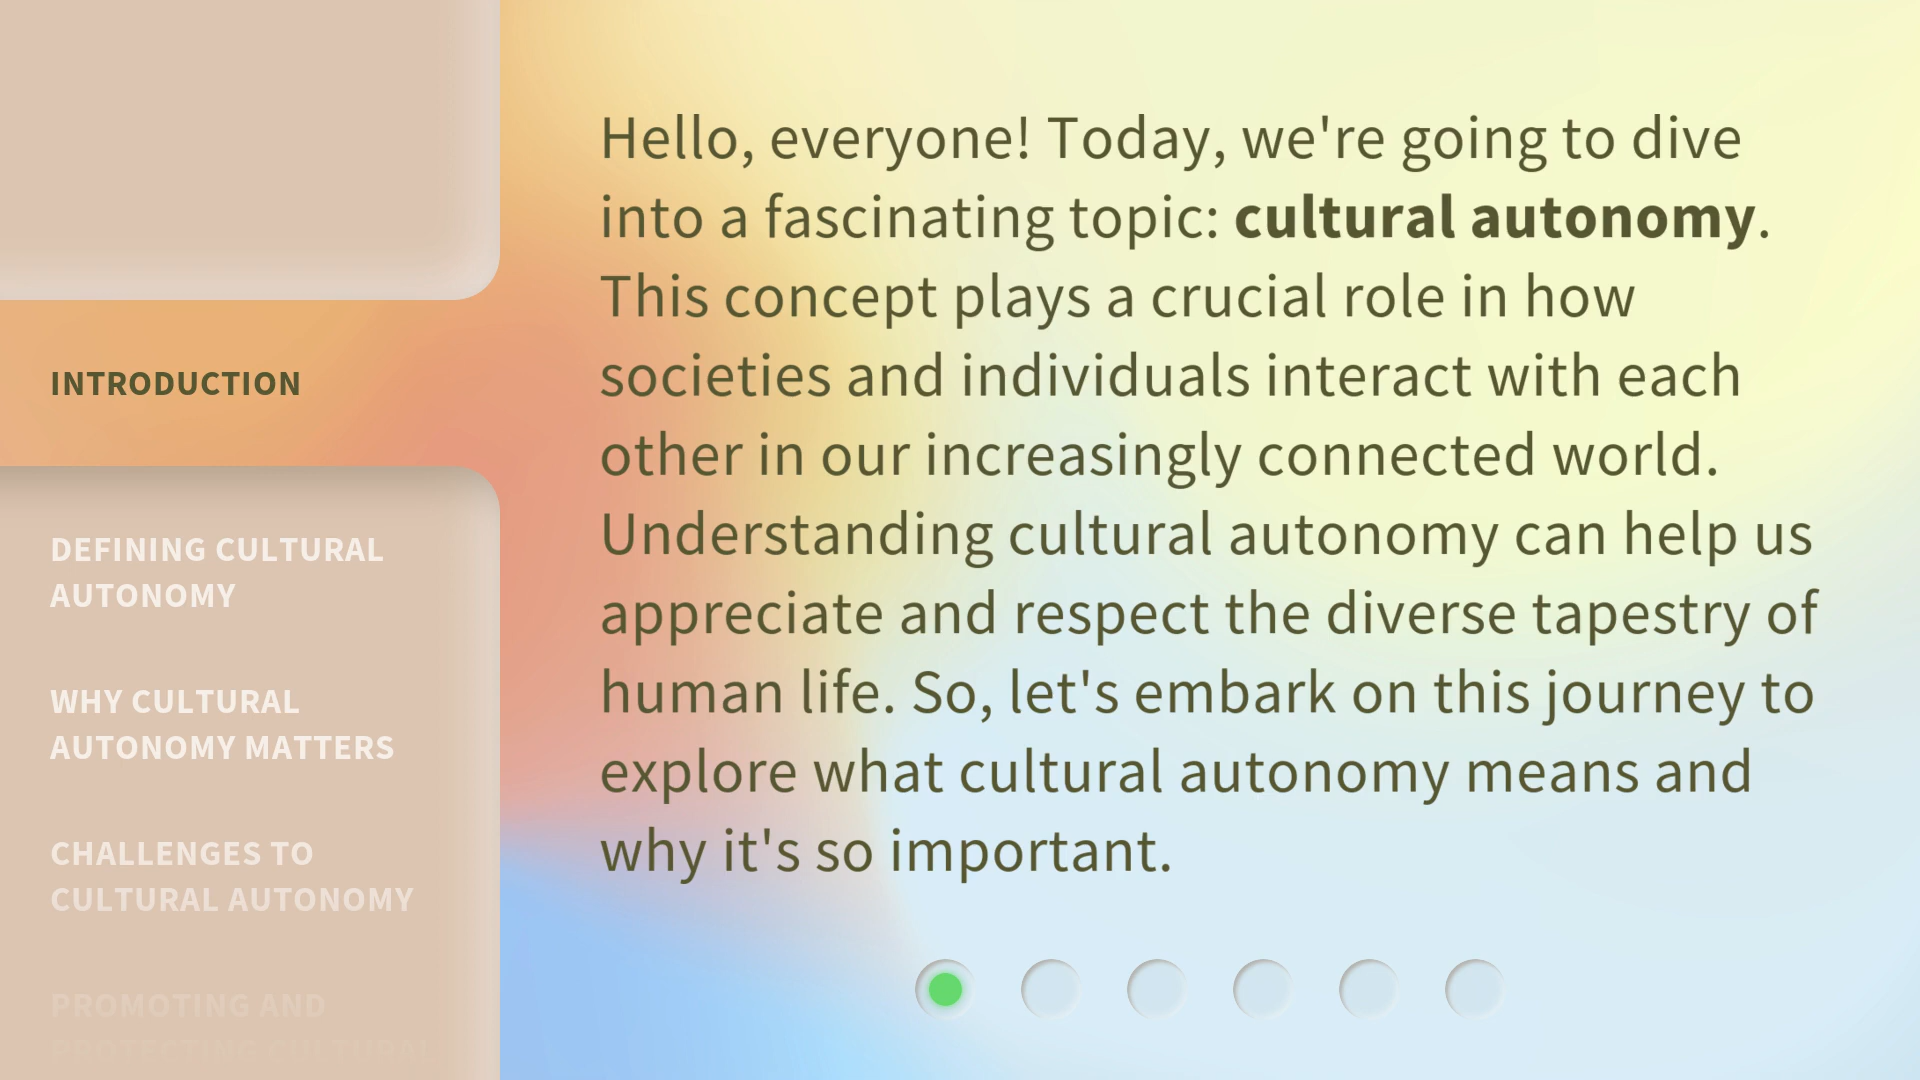 INTRODUCTION
DEFINING CULTURAL
AUTONOMY
WHY CULTURAL
AUTONOMY MATTERS
CHALLENGES TO
CULTURAL AUTONOMY
PROMOTING AND
PROTECTING CULTURAL
Hello, everyone! Today, we're going to dive
into a fascinating topic: cultural autonomy.
This concept plays a crucial role in how
societies and individuals interact with each
other in our increasingly connected world.
Understanding cultural autonomy can help us
appreciate and respect the diverse tapestry of
human life. So, let's embark on this journey to
explore what cultural autonomy means and
why it's so important.